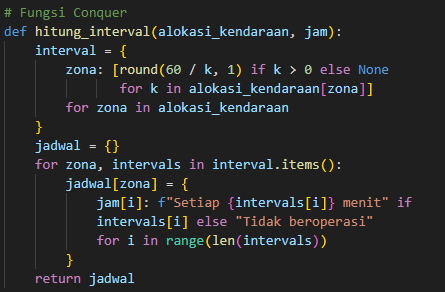 # Fungsi Conquer
def hitung_interval(alokasi_kendaraan, jam):
    interval = {
        zona: [round(60 / k, 1) if k > 0 else None
                for k in alokasi_kendaraan[zona]]
        for zona in alokasi_kendaraan
    }
    jadwal = {}
    for zona, intervals in interval.items():
        jadwal[zona] = {
            jam[i]: f"Setiap {intervals[i]} menit" if
            intervals[i] else "Tidak beroperasi"
            for i in range(len(intervals))
        }
    return jadwal